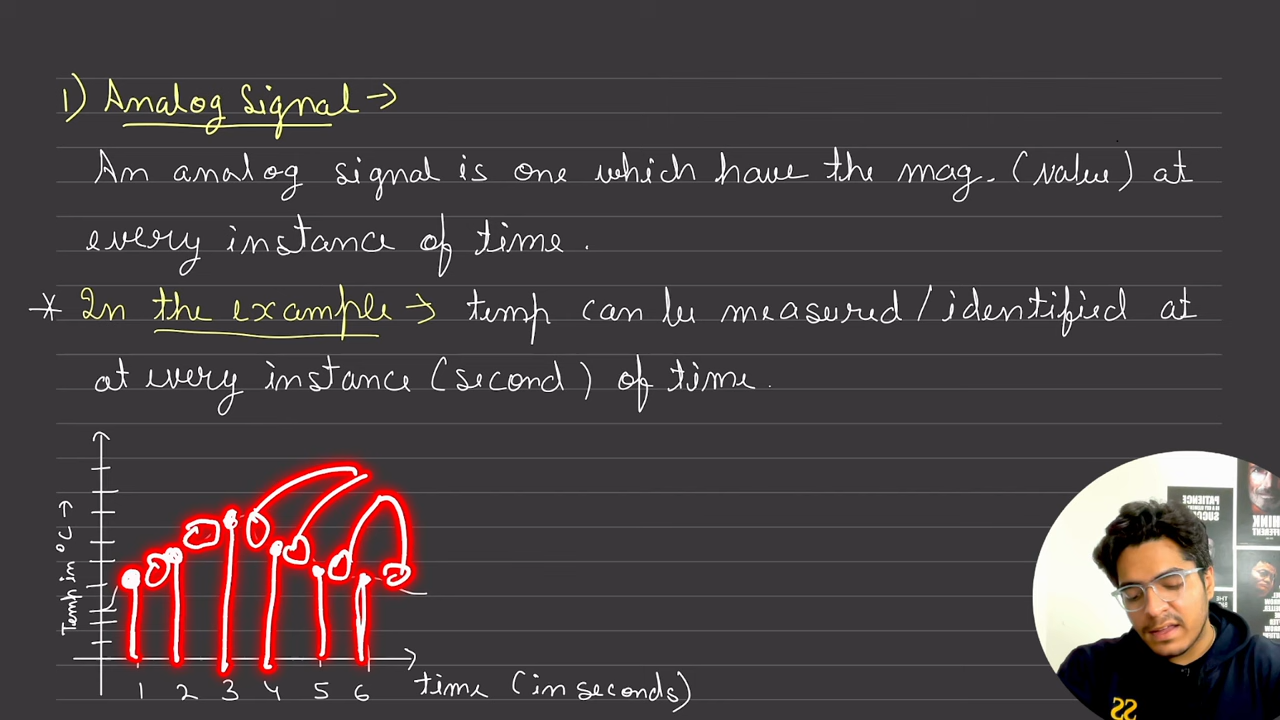 1) Analog Signal →
An analog signal is one which have the mag. (value) at
every instance of time.
* In the example → temp can be measured/identified at
at every instance (second) of time.
Temp in °C →
1 2 3 4 5 6 time (in seconds)
PATIENCE
THINK